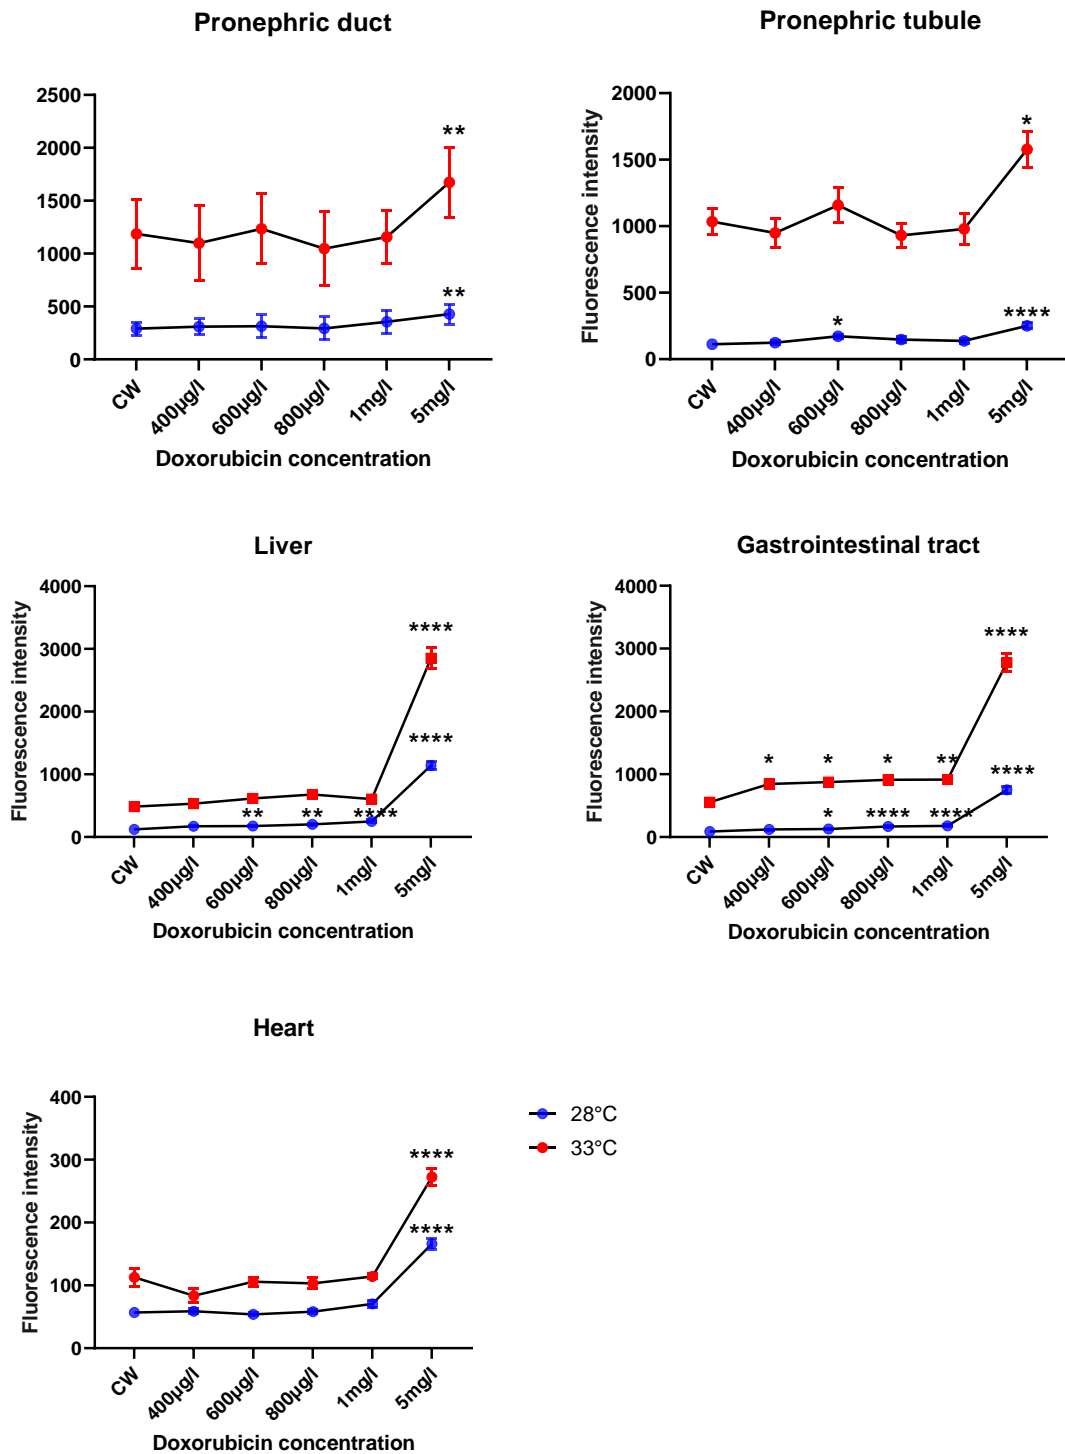 Pronephric duct
2500
2000
1500
1000
500
0
**
**
CW
400µg/l
600µg/l
800µg/l
1mg/l
5mg/l
Doxorubicin concentration
Pronephric tubule
Fluorescence intensity
2000
1500
1000
500
0
*
*
****
CW
400µg/l
600µg/l
800µg/l
1mg/l
5mg/l
Doxorubicin concentration
Liver
Fluorescence intensity
4000
3000
2000
1000
0
****
****
** ** ****
CW
400µg/l
600µg/l
800µg/l
1mg/l
5mg/l
Doxorubicin concentration
Gastrointestinal tract
Fluorescence intensity
4000
3000
2000
1000
0
****
* * * **
****
* **** ****
CW
400µg/l
600µg/l
800µg/l
1mg/l
5mg/l
Doxorubicin concentration
Heart
Fluorescence intensity
400
300
200
100
0
****
****
CW
400µg/l
600µg/l
800µg/l
1mg/l
5mg/l
Doxorubicin concentration
28°C
33°C